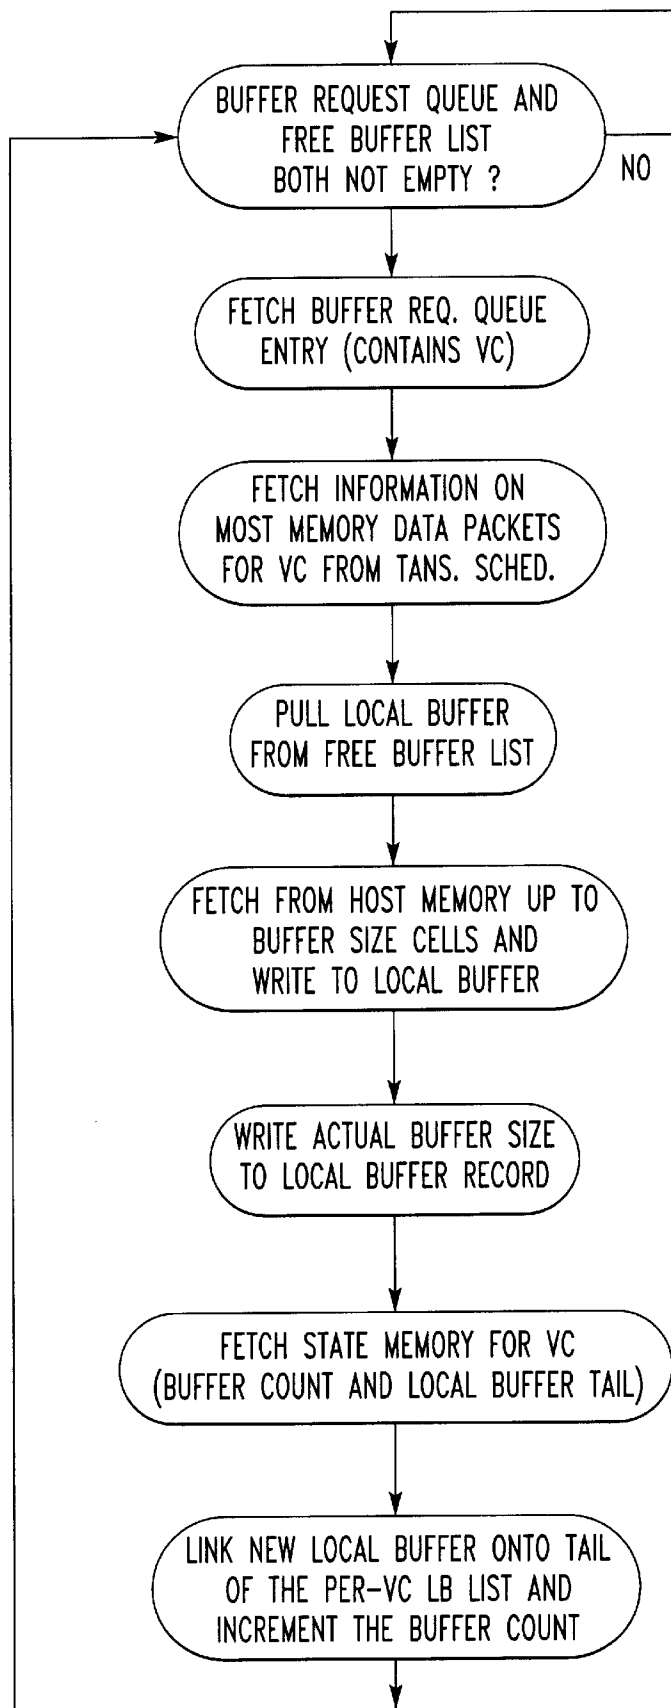 BUFFER REQUEST QUEUE AND
FREE BUFFER LIST
BOTH NOT EMPTY ?
NO
FETCH BUFFER REQ. QUEUE
ENTRY (CONTAINS VC)
FETCH INFORMATION ON
MOST MEMORY DATA PACKETS
FOR VC FROM TANS. SCHED.
PULL LOCAL BUFFER
FROM FREE BUFFER LIST
FETCH FROM HOST MEMORY UP TO
BUFFER SIZE CELLS AND
WRITE TO LOCAL BUFFER
WRITE ACTUAL BUFFER SIZE
TO LOCAL BUFFER RECORD
FETCH STATE MEMORY FOR VC
(BUFFER COUNT AND LOCAL BUFFER TAIL)
LINK NEW LOCAL BUFFER ONTO TAIL
OF THE PER-VC LB LIST AND
INCREMENT THE BUFFER COUNT